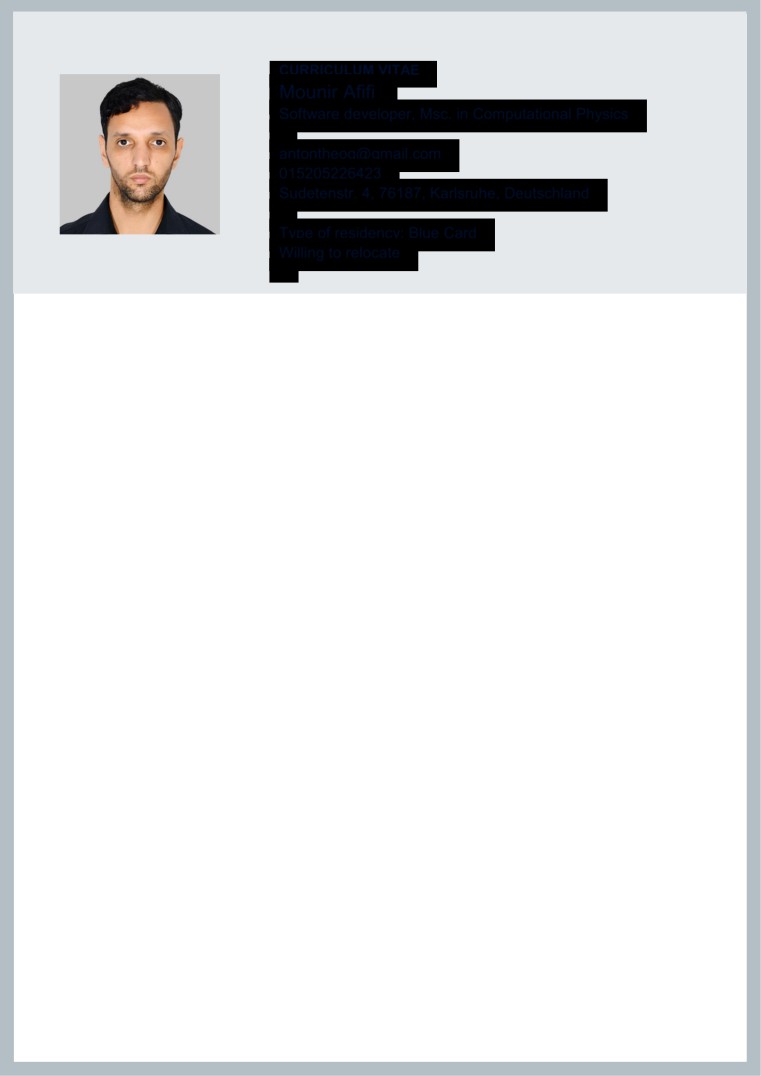 CURRICULUM VITAE
Mounir Afifi
Software developer, Msc. in Computational Physics
antontheod@gmail.com
015205226423
Sudetenstr. 4, 76187, Karlsruhe, Deutschland
Type of residency: Blue Card
Willing to relocate